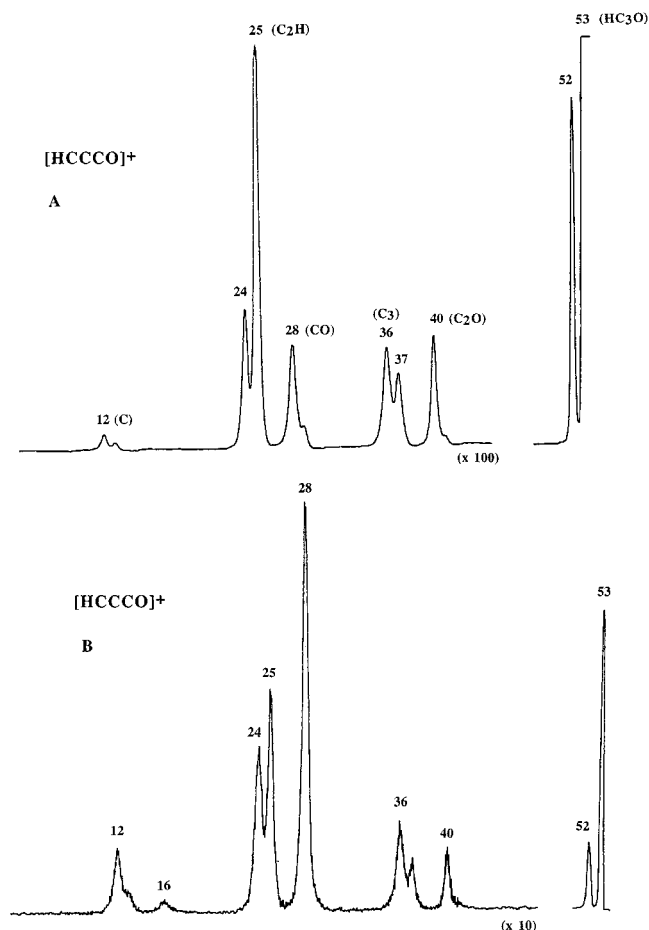 53 (HC3O)
25 (C2H)
52
[HCCCO]+
A
24
28 (CO)
(C3)
36
37
40 (C2O)
12 (C)
(x 100)
28
[HCCCO]+
53
B
25
24
12
36
40
52
16
(x 10)